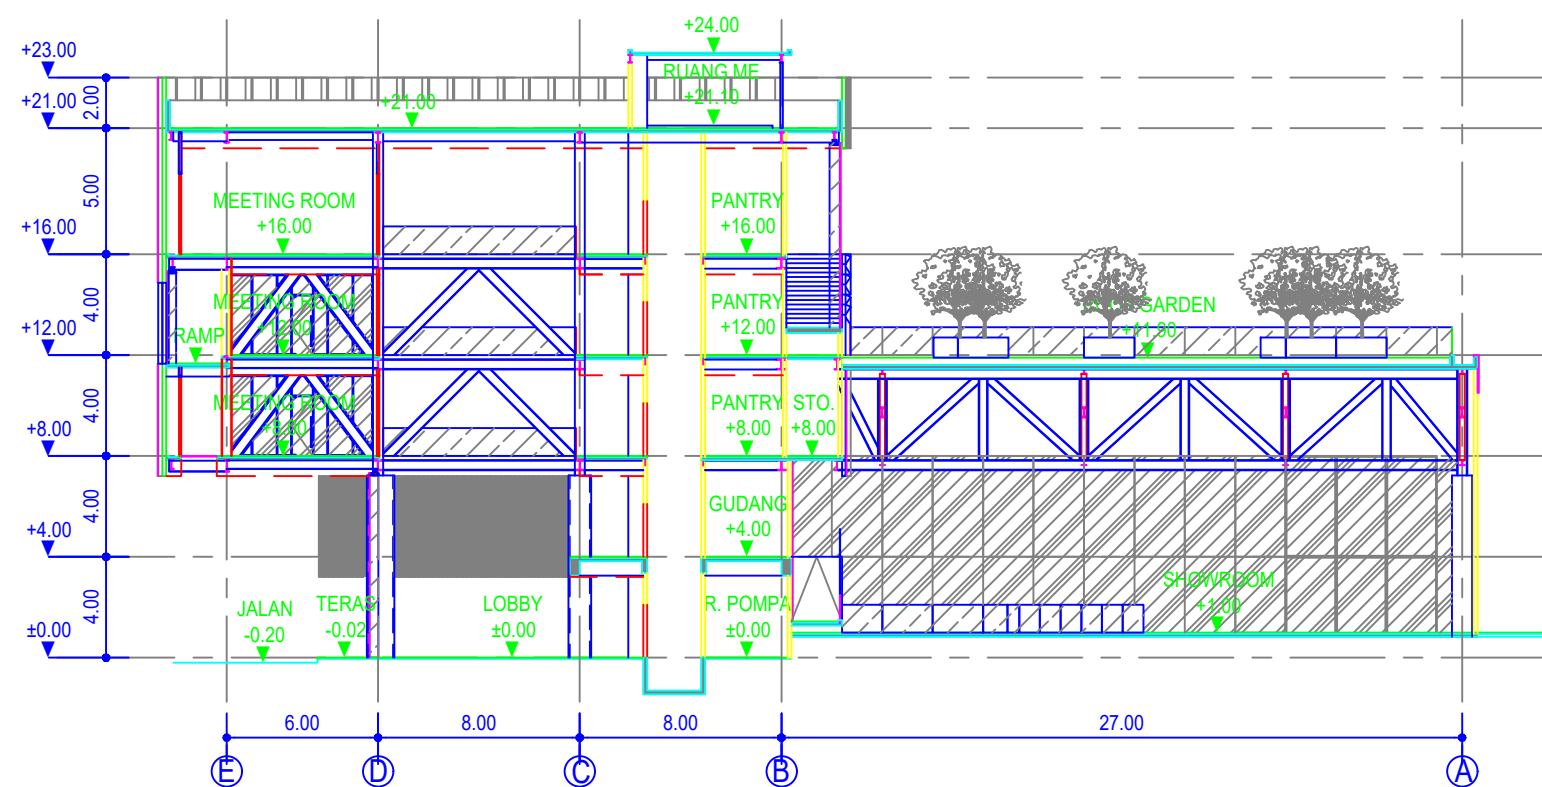 +24.00
+23.00
RUANG ME
2.00
+21.00
+21.00
+21.10
5.00
MEETING ROOM
PANTRY
+16.00
+16.00
+16.00
4.00
MEETING ROOM
PANTRY
GARDEN
+12.00
RAMP
+12.00
+12.00
+11.90
4.00
MEETING ROOM
PANTRY
STO.
+8.00
+8.00
+8.00
+8.00
4.00
GUDANG
+4.00
+4.00
4.00
SHOWROOM
+1.00
JALAN
TERAS
LOBBY
R. POMPA
±0.00
-0.20
-0.02
±0.00
±0.00
6.00
8.00
8.00
27.00
E
D
C
B
A